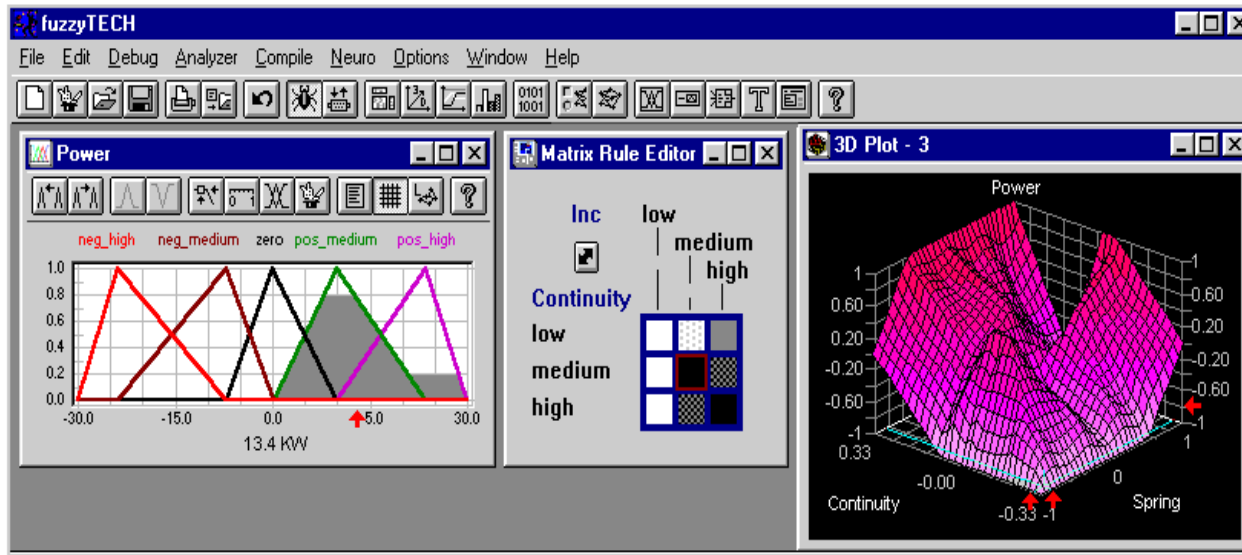 fuzzyTECH
File Edit Debug Analyzer Compile Neuro Options Window Help
0101
1001
T
?
Power
?
neg_high neg_medium zero pos_medium pos_high
1.0
0.8
0.6
0.4
0.2
0.0
-30.0 -15.0 0.0 5.0 30.0
13.4 KW
Matrix Rule Editor
Inc low
medium
high
Continuity
low
medium
high
3D Plot - 3
Power
1 1
0.60 0.60
0.20 0.20
-0.20 -0.20
-0.60 -0.60
-1 -1
0.33 1
-0.00 0
Continuity Spring
-0.33 -1